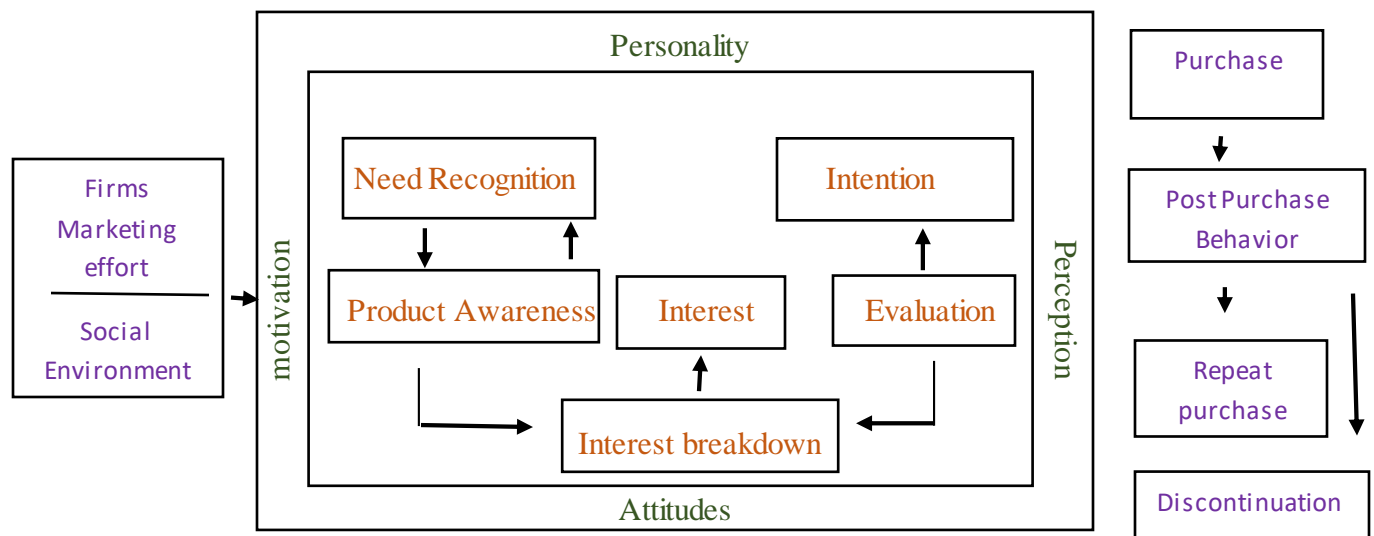 Personality
Purchase
Need Recognition
Intention
Firms
Marketing
effort
Social
Environment
motivation
Product Awareness
Interest
Evaluation
Perception
Post Purchase
Behavior
Interest breakdown
Repeat
purchase
Attitudes
Discontinuation